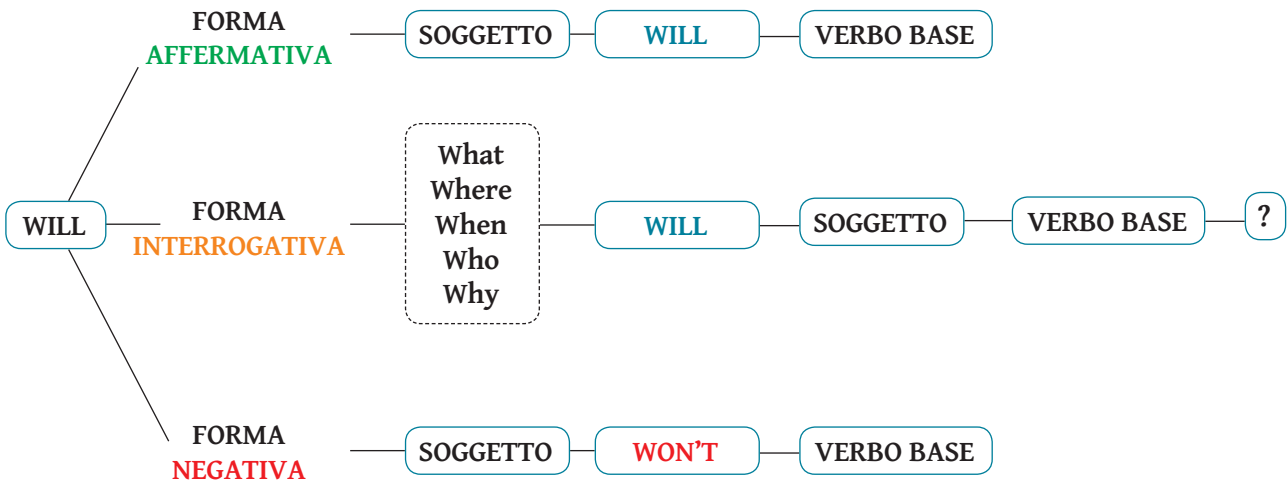 FORMA
AFFERMATIVA
SOGGETTO
WILL
VERBO BASE
What
Where
When
Who
Why
WILL
FORMA
INTERROGATIVA
WILL
SOGGETTO
VERBO BASE
?
FORMA
NEGATIVA
SOGGETTO
WON'T
VERBO BASE